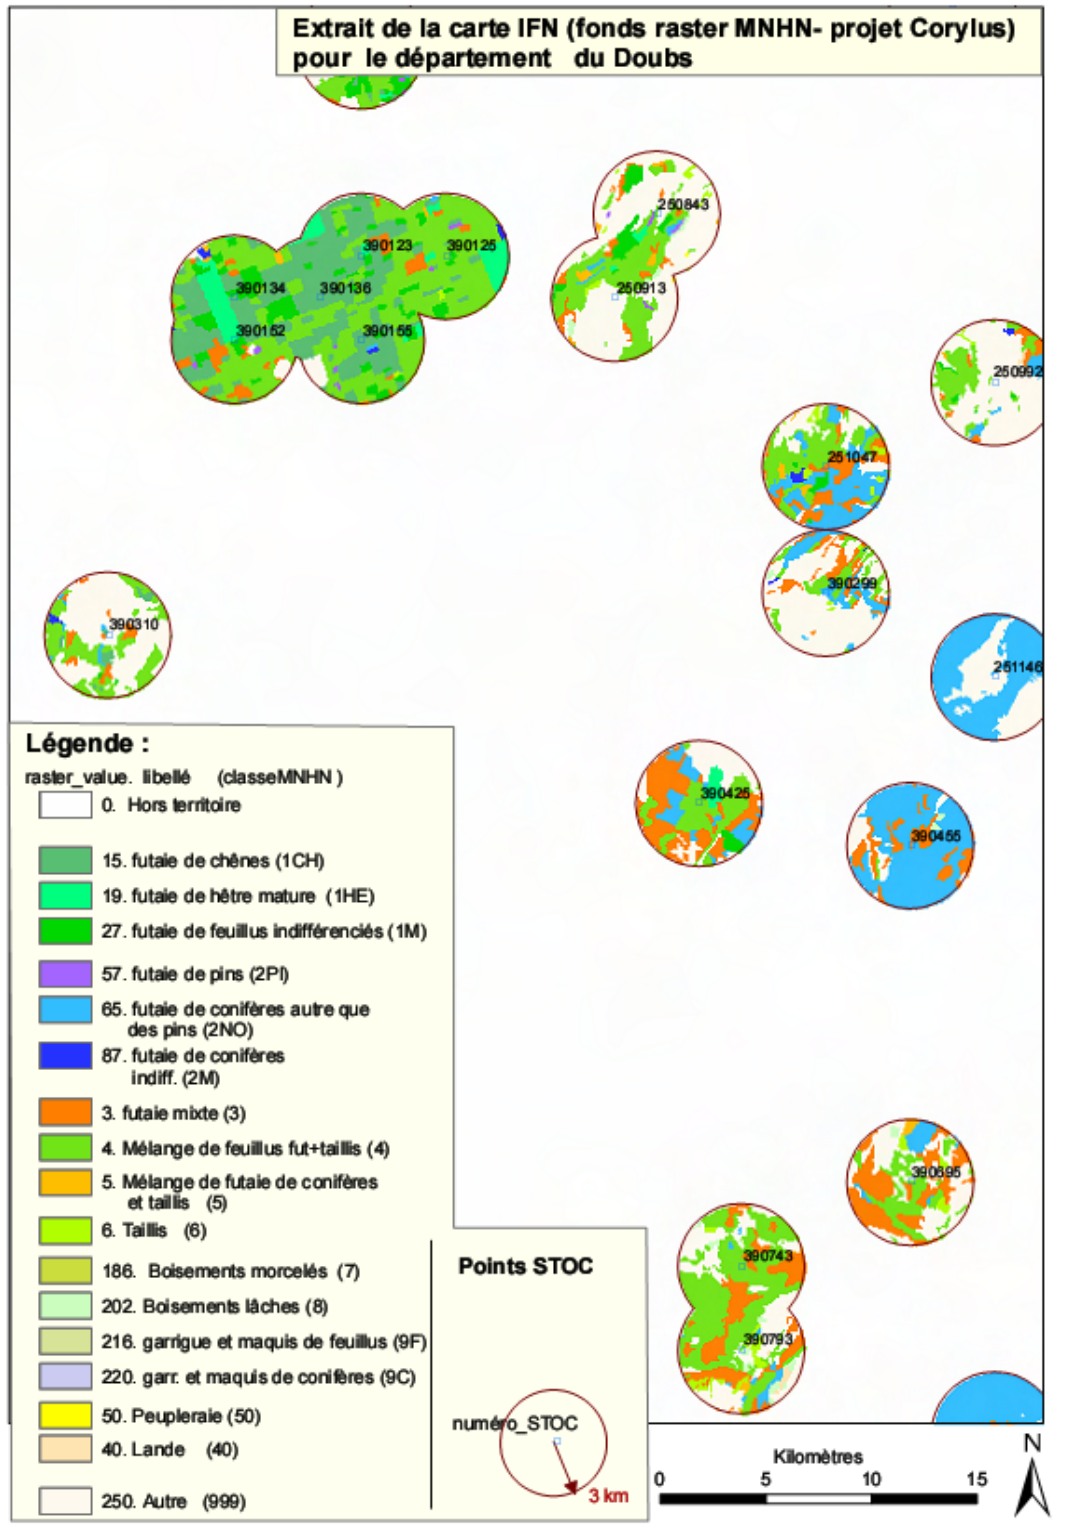 Extrait de la carte IFN (fonds raster MNHN- projet Corylus)
pour le département du Doubs
250843
390123
390125
390134
390136
250913
390152
390155
250992
251047
390299
390310
251146
390425
390455
390695
390743
390793
Légende :
raster_value. libellé (classeMNHN )
0. Hors territoire
15. futaie de chênes (1CH)
19. futaie de hêtre mature (1HE)
27. futaie de feuillus indifférenciés (1M)
57. futaie de pins (2PI)
65. futaie de conifères autre que
des pins (2NO)
87. futaie de conifères
indiff. (2M)
3. futaie mixte (3)
4. Mélange de feuillus fut+taillis (4)
5. Mélange de futaie de conifères
et taillis (5)
6. Taillis (6)
186. Boisements morcelés (7)
202. Boisements lâches (8)
216. garrigue et maquis de feuillus (9F)
220. garr. et maquis de conifères (9C)
50. Peupleraie (50)
40. Lande (40)
250. Autre (999)
Points STOC
numéro_STOC
3 km
Kilomètres
0 5 10 15
N